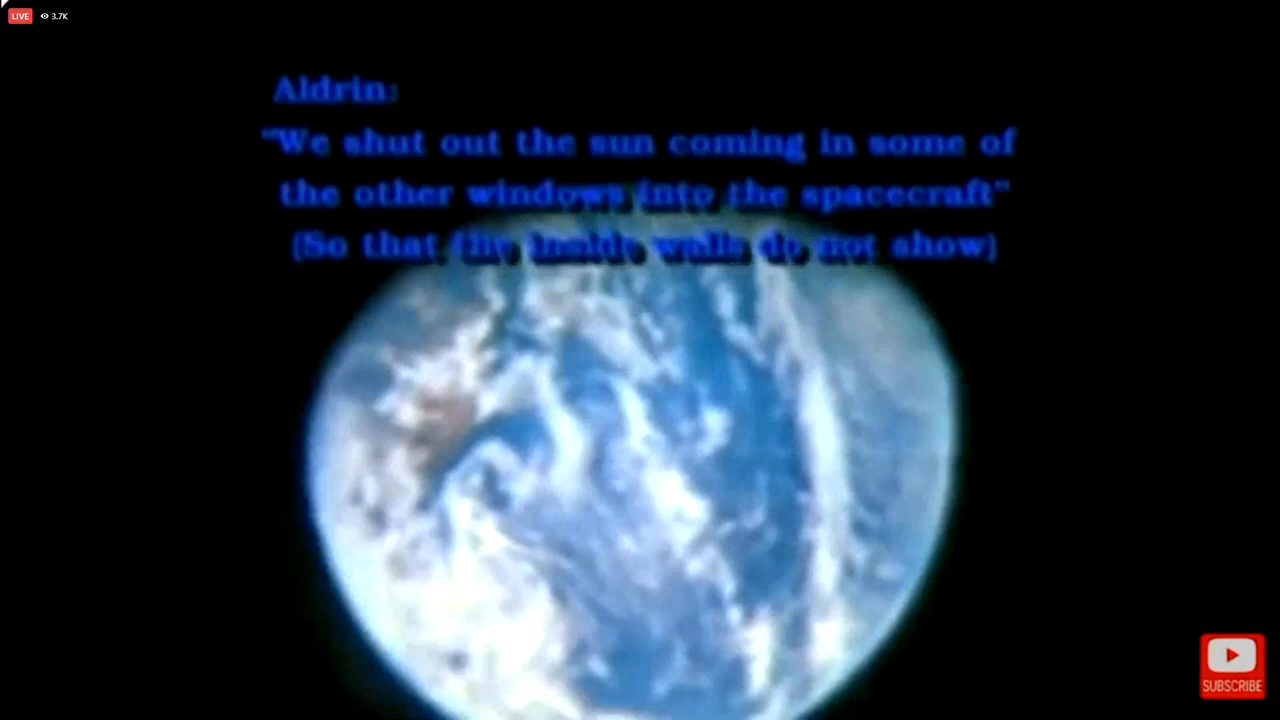 LIVE 3.7K
Aldrin:
"We shut out the sun coming in some of
the other windows into the spacecraft"
(So that the inside walls do not show)
SUBSCRIBE